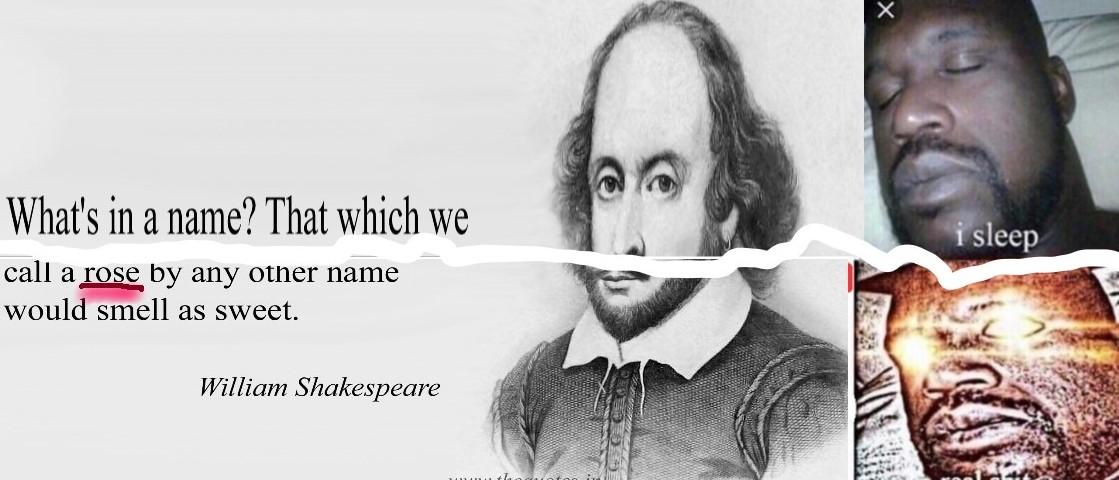 What's in a name? That which we
call a rose by any other name
would smell as sweet.
William Shakespeare
i sleep
www.thequotes.in
real shit